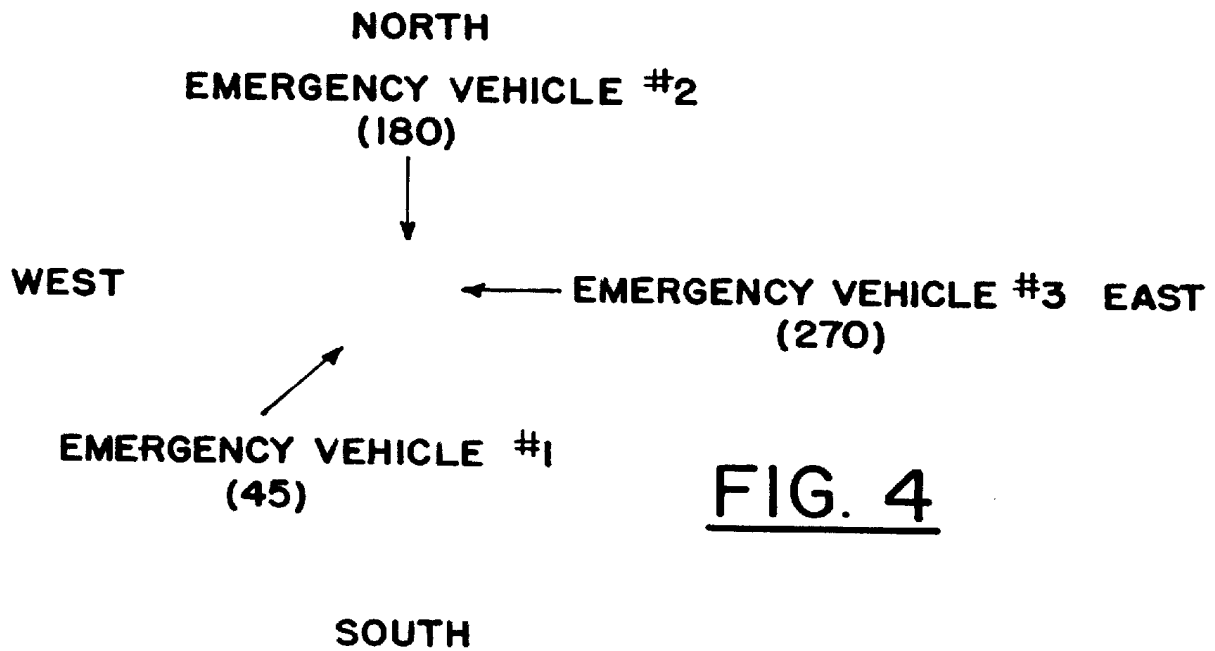 NORTH
EMERGENCY VEHICLE #2
(180)
WEST
EMERGENCY VEHICLE #3 EAST
(270)
EMERGENCY VEHICLE #1
(45)
FIG. 4
SOUTH